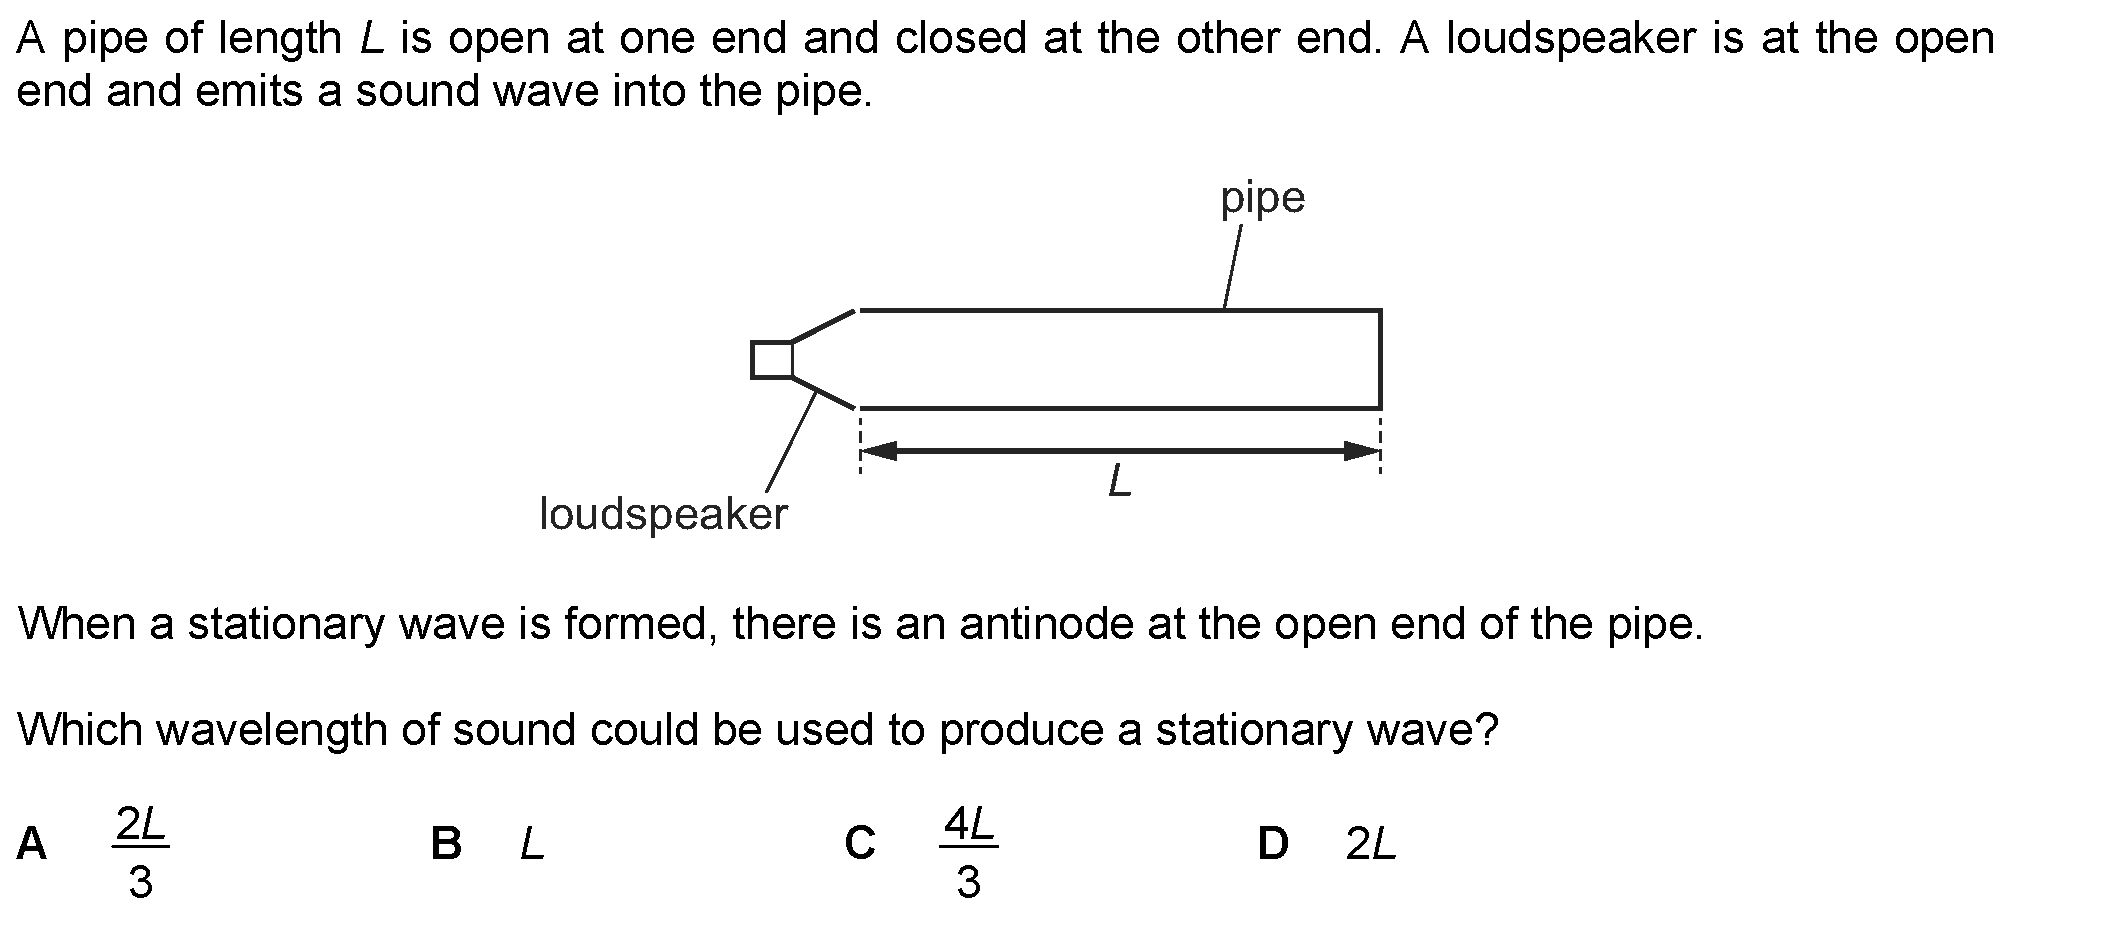 A pipe of length L is open at one end and closed at the other end. A loudspeaker is at the open
end and emits a sound wave into the pipe.
pipe
L
loudspeaker
When a stationary wave is formed, there is an antinode at the open end of the pipe.
Which wavelength of sound could be used to produce a stationary wave?
A 2L/3 B L C 4L/3 D 2L